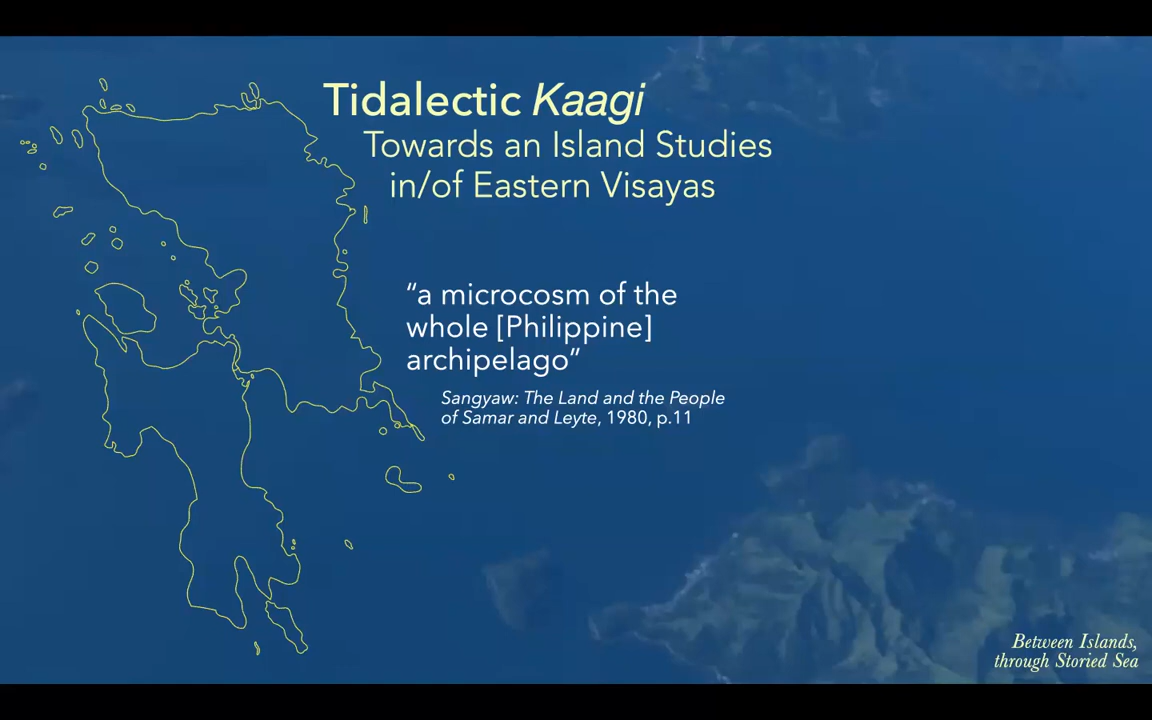 Tidalectic Kaagi
Towards an Island Studies
in/of Eastern Visayas
“a microcosm of the
whole [Philippine]
archipelago”
Sangyaw: The Land and the People
of Samar and Leyte, 1980, p.11
Between Islands,
through Storied Sea